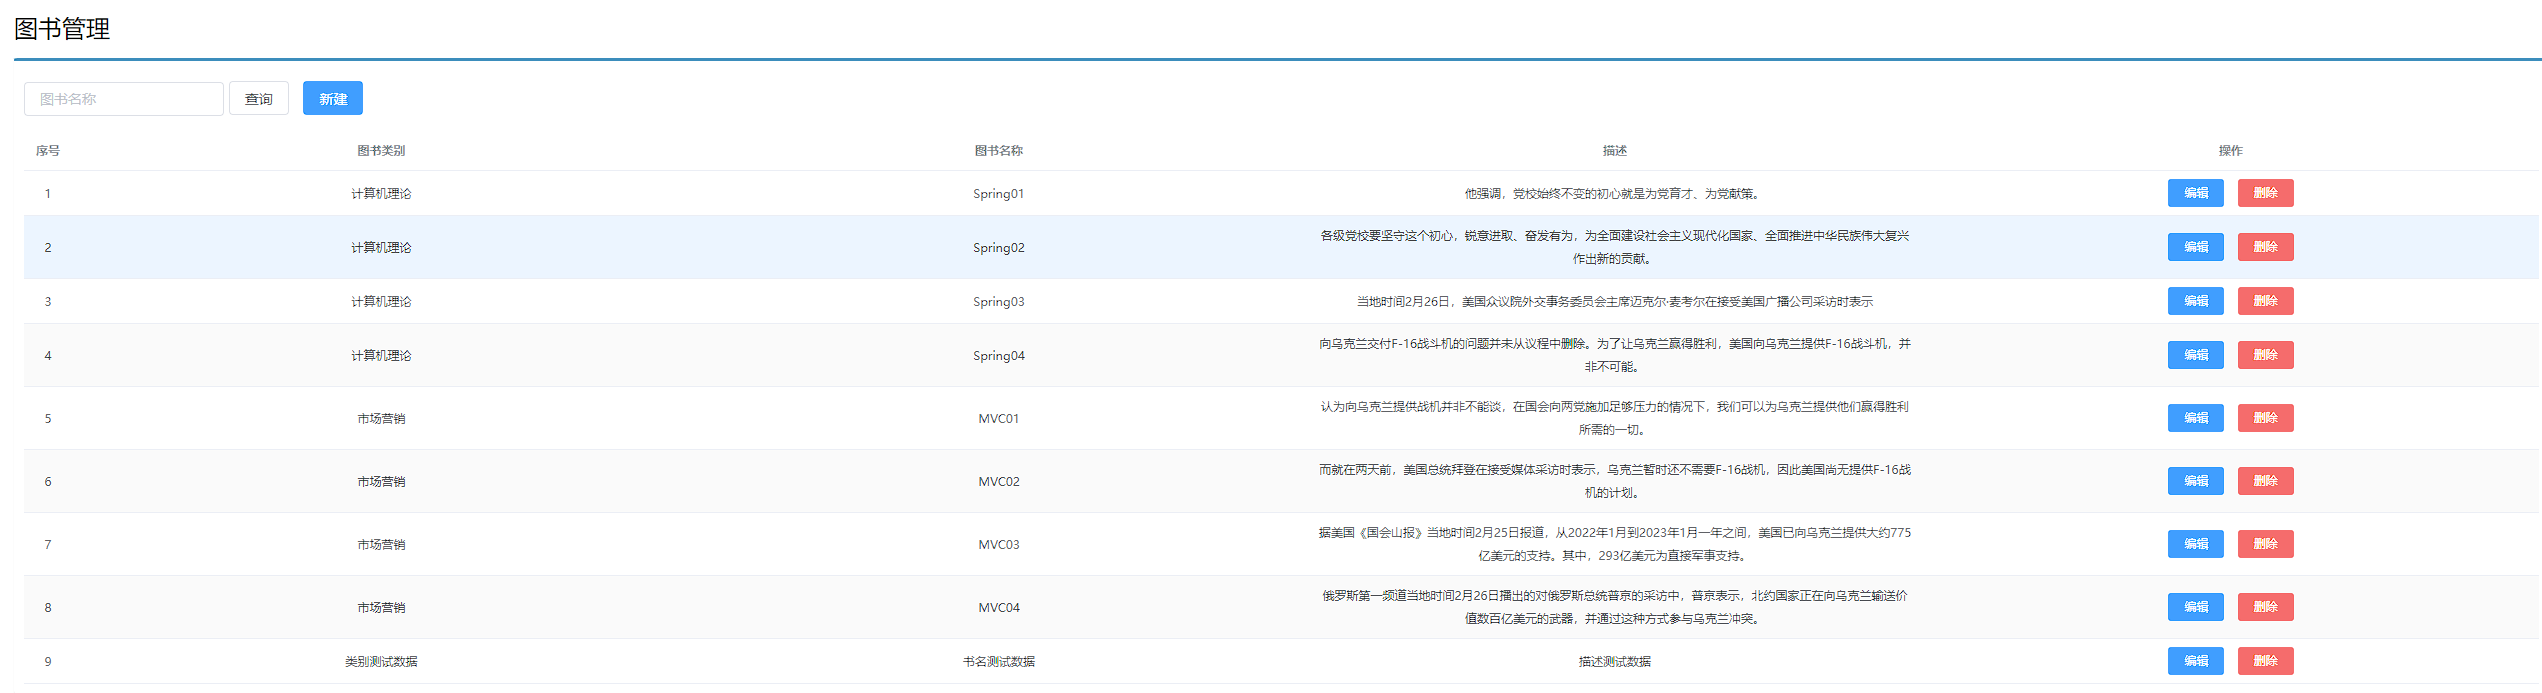 图书管理
图书名称 查询 新建
序号 图书类别 图书名称 描述 操作
1 计算机理论 Spring01 他强调，党校始终不变的初心就是为党育才、为党献策。 编辑 删除
2 计算机理论 Spring02 各级党校要坚守这个初心，锐意进取、奋发有为，为全面建设社会主义现代化国家、全面推进中华民族伟大复兴 编辑 删除
作出新的贡献。
3 计算机理论 Spring03 当地时间2月26日，美国众议院外交事务委员会主席迈克尔·麦考尔在接受美国广播公司采访时表示 编辑 删除
4 计算机理论 Spring04 向乌克兰交付F-16战斗机的问题并未从议程中删除。为了让乌克兰赢得胜利，美国向乌克兰提供F-16战斗机，并 编辑 删除
非不可能。
5 市场营销 MVC01 认为向乌克兰提供战机并非不能谈，在国会向两党施加足够压力的情况下，我们可以为乌克兰提供他们赢得胜利 编辑 删除
所需的一切。
6 市场营销 MVC02 而就在两天前，美国总统拜登在接受媒体采访时表示，乌克兰暂时还不需要F-16战机，因此美国尚无提供F-16战 编辑 删除
机的计划。
7 市场营销 MVC03 据美国《国会山报》当地时间2月25日报道，从2022年1月到2023年1月一年之间，美国已向乌克兰提供大约775 编辑 删除
亿美元的支持。其中，293亿美元为直接军事支持。
8 市场营销 MVC04 俄罗斯第一频道当地时间2月26日播出的对俄罗斯总统普京的采访中，普京表示，北约国家正在向乌克兰输送价 编辑 删除
值数百亿美元的武器，并通过这种方式参与乌克兰冲突。
9 类别测试数据 书名测试数据 描述测试数据 编辑 删除